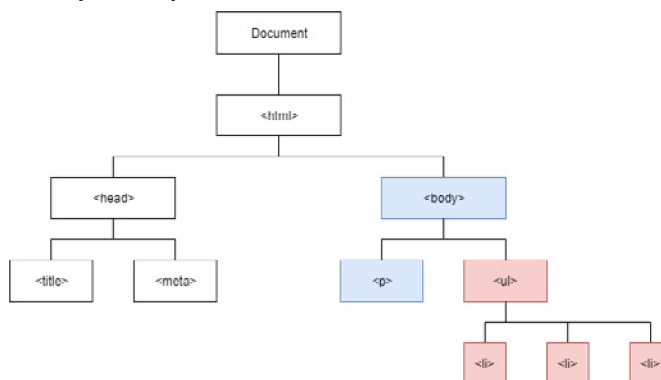 Document
<html>
<head> <body>
<title> <meta> <p> <ul>
<li> <li> <li>